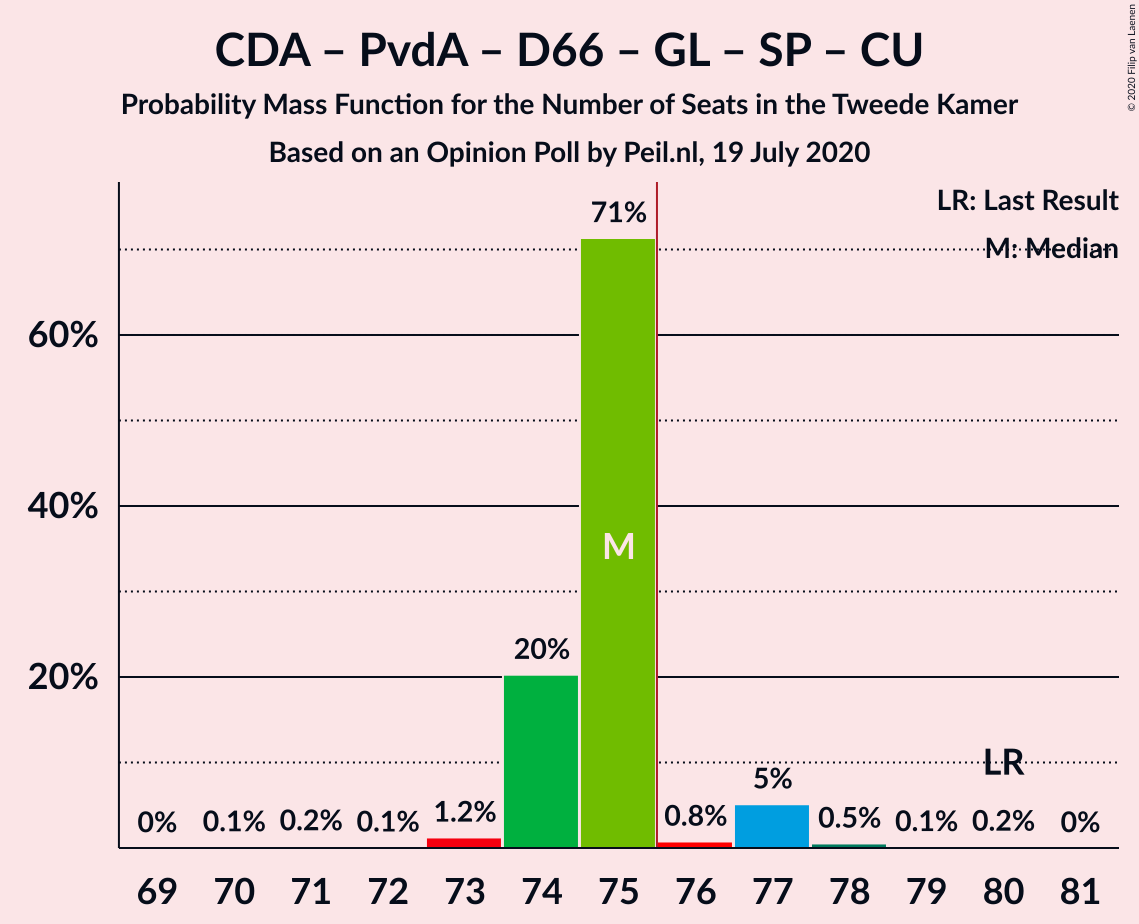 CDA – PvdA – D66 – GL – SP – CU
Probability Mass Function for the Number of Seats in the Tweede Kamer
Based on an Opinion Poll by Peil.nl, 19 July 2020
© 2020 Filip van Laenen
LR: Last Result
M: Median
71%
60%
40%
M
20%
20%
LR
5%
0% 0.1% 0.2% 0.1% 1.2% 0.8% 0.5% 0.1% 0.2% 0%
69 70 71 72 73 74 75 76 77 78 79 80 81